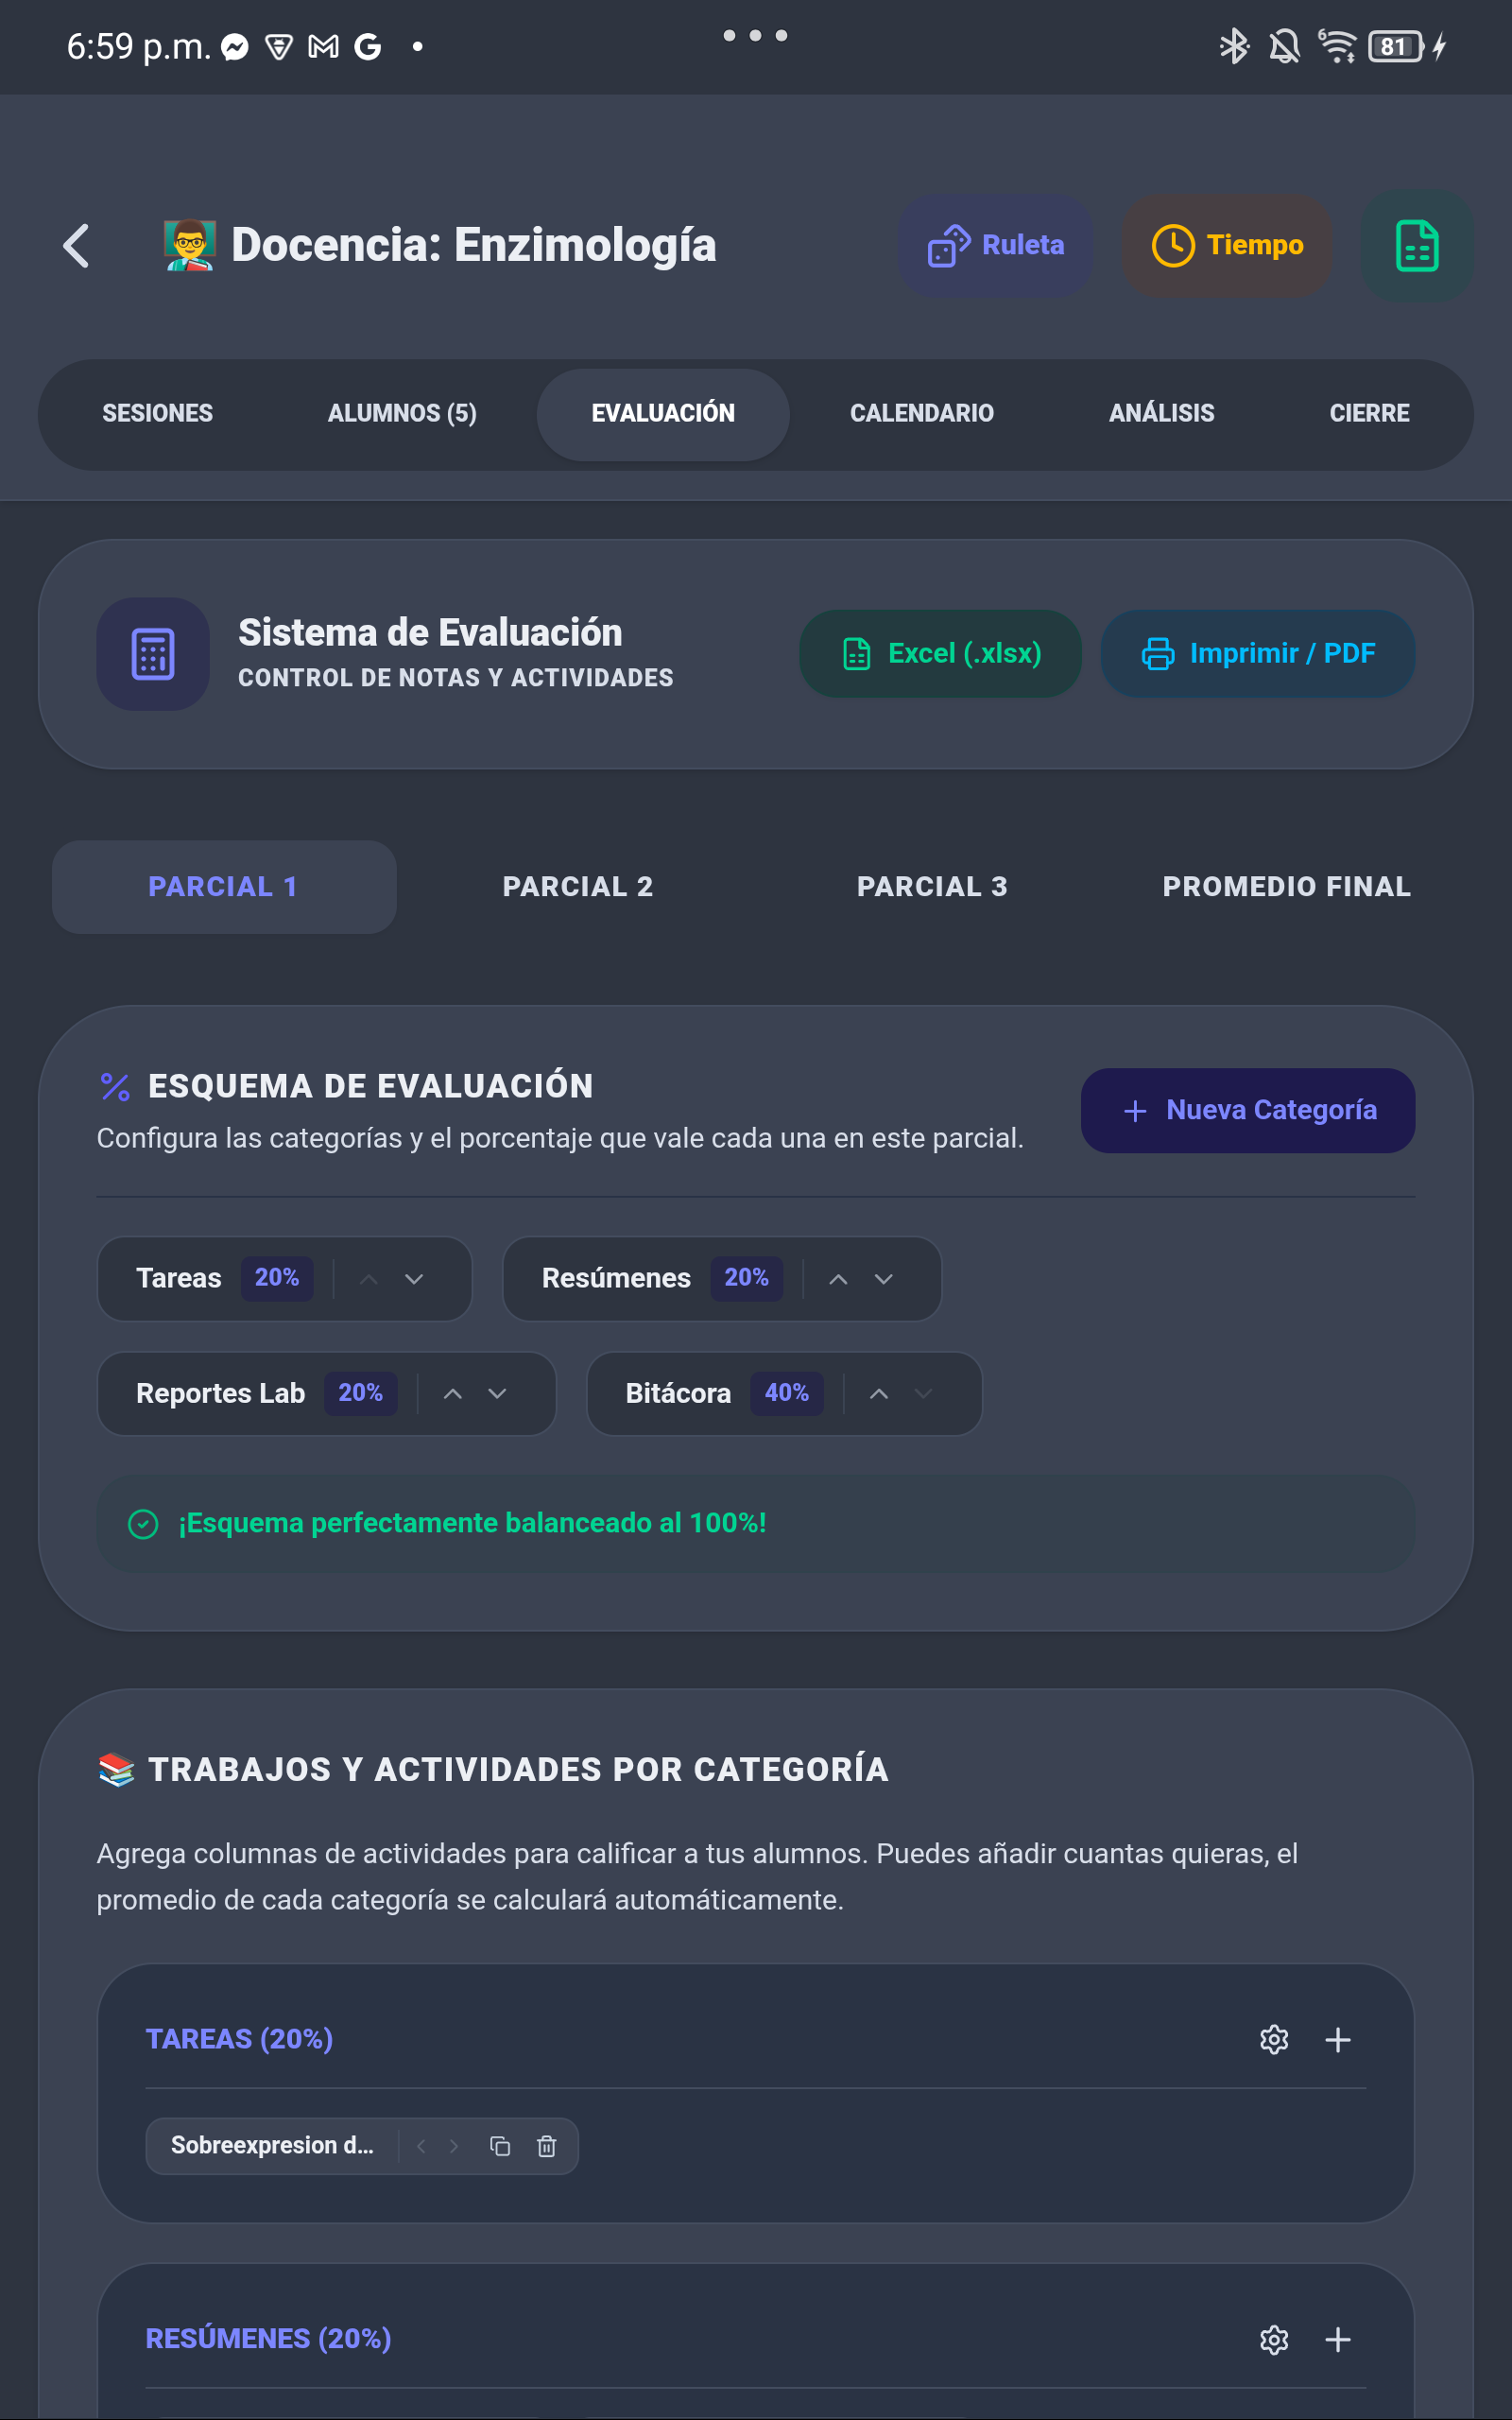 6:59 p.m.
6
81
Docencia: Enzimología
Ruleta
Tiempo
SESIONES
ALUMNOS (5)
EVALUACIÓN
CALENDARIO
ANÁLISIS
CIERRE
Sistema de Evaluación
CONTROL DE NOTAS Y ACTIVIDADES
Excel (.xlsx)
Imprimir / PDF
PARCIAL 1
PARCIAL 2
PARCIAL 3
PROMEDIO FINAL
% ESQUEMA DE EVALUACIÓN
Configura las categorías y el porcentaje que vale cada una en este parcial.
+ Nueva Categoría
Tareas 20%
Resúmenes 20%
Reportes Lab 20%
Bitácora 40%
¡Esquema perfectamente balanceado al 100%!
TRABAJOS Y ACTIVIDADES POR CATEGORÍA
Agrega columnas de actividades para calificar a tus alumnos. Puedes añadir cuantas quieras, el
promedio de cada categoría se calculará automáticamente.
TAREAS (20%)
Sobreexpresion d...
RESÚMENES (20%)